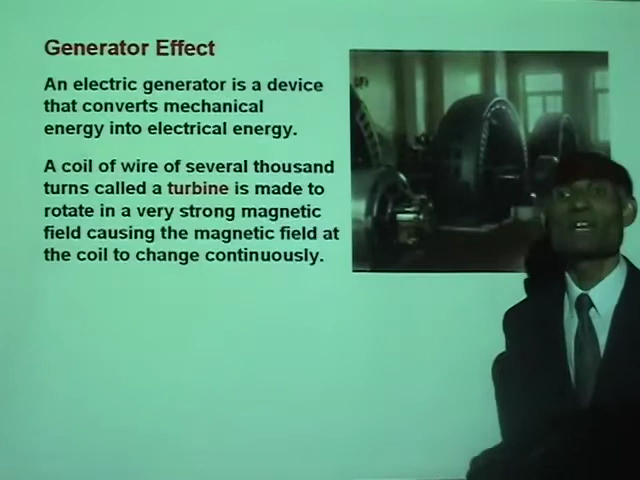 Generator Effect
An electric generator is a device
that converts mechanical
energy into electrical energy.
A coil of wire of several thousand
turns called a turbine is made to
rotate in a very strong magnetic
field causing the magnetic field at
the coil to change continuously.